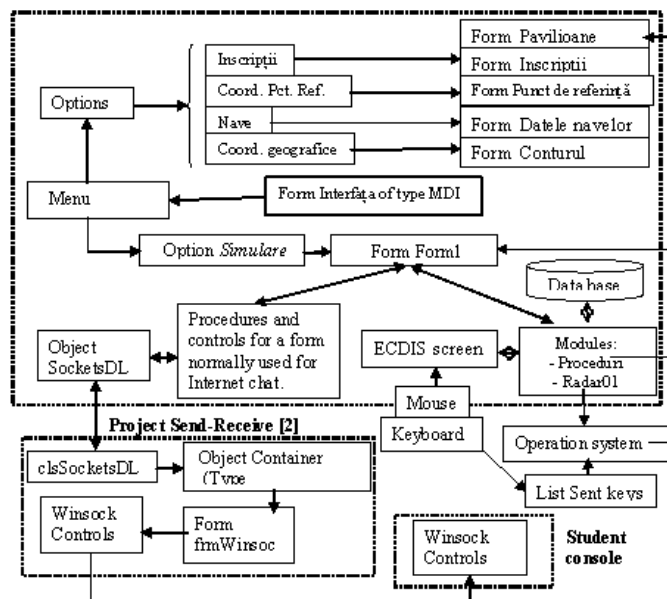 Form Pavilioane
Inscripții
Form Inscriptii
Coord. Pct. Ref.
Form Punct de referință
Options
Nave
Form Datele navelor
Coord. geografice
Form Conturul
Menu
Form Interfața of type MDI
Option Simulare
Form Form1
Database
Procedures and
controls for a form
normally used for
Internet chat.
Object
SocketsDL
ECDIS screen
Modules:
- Proceduri
- Radar01
Mouse
Keyboard
Project Send-Receive [2]
Operation system
clsSocketsDL
Object Container
(Type
List Sent keys
Winsock
Controls
Form
frmWinsoc
Winsock
Controls
Student
console